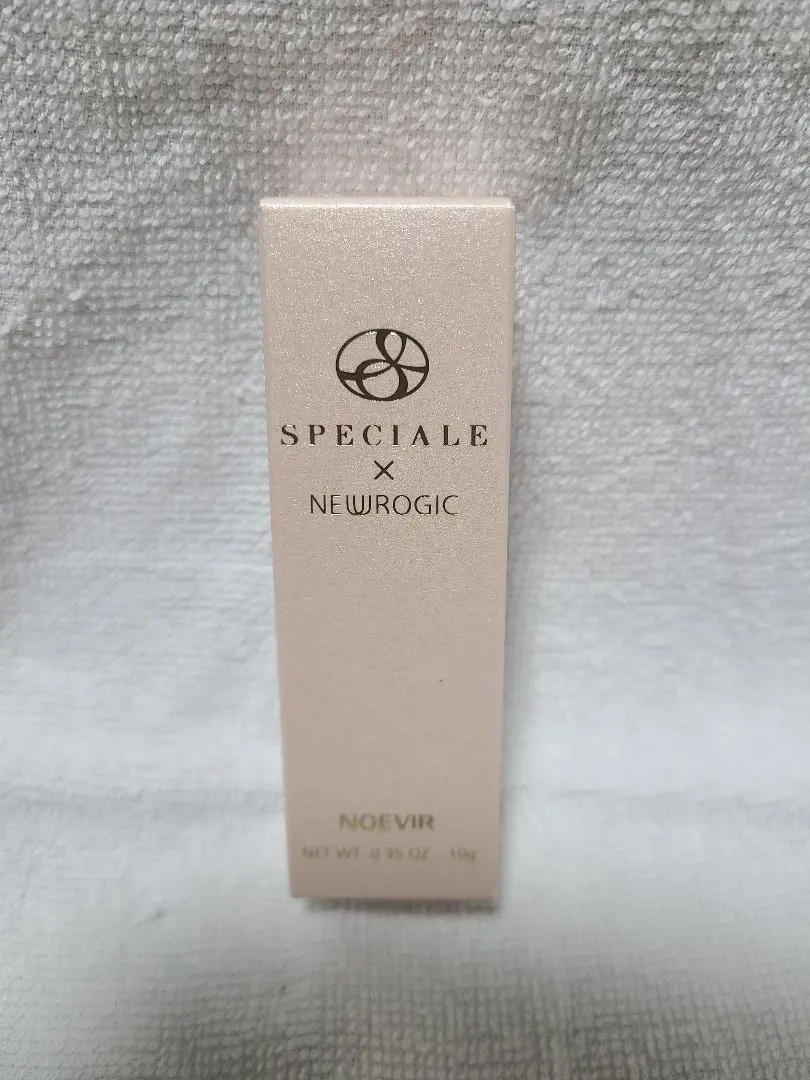 SPECIALE
×
NEWROGIC
NOEVIR
NET WT. 0.35 OZ 10g